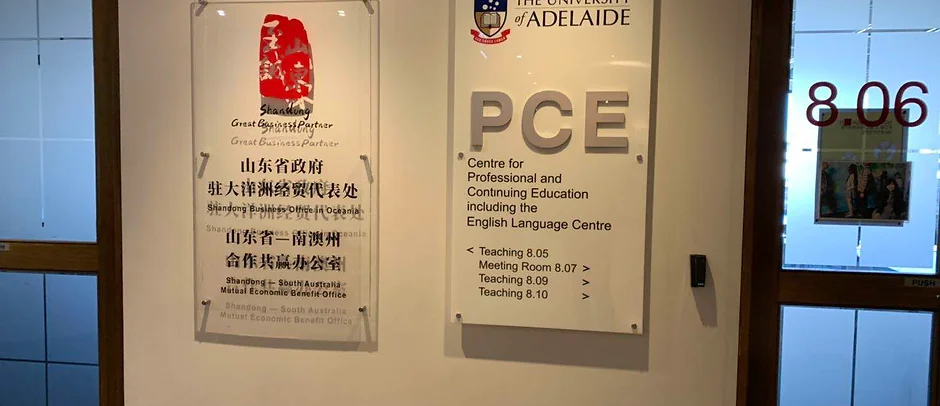 Shandong
Great Business Partner
山东省政府
驻大洋洲经贸代表处
Shandong Business Office in Oceania
山东省—南澳州
合作共赢办公室
Shandong — South Australia
Mutual Economic Benefit Office
THE UNIVERSITY
of ADELAIDE
PCE
Centre for
Professional and
Continuing Education
including the
English Language Centre
< Teaching 8.05
Meeting Room 8.07 >
Teaching 8.09 >
Teaching 8.10 >
8.06
PUSH